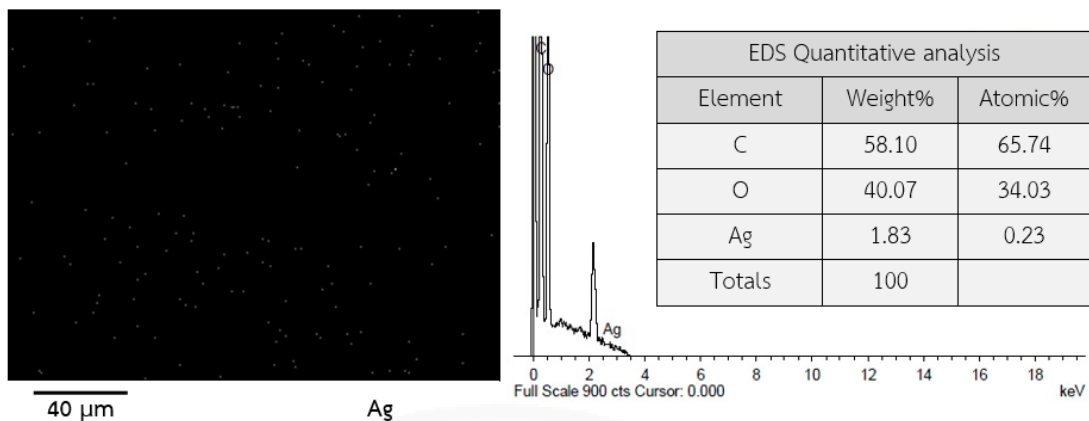 40 μm
Ag
C
O
Ag
0 2 4 6 8 10 12 14 16 18
Full Scale 900 cts Cursor: 0.000 keV
EDS Quantitative analysis
Element Weight% Atomic%
C 58.10 65.74
O 40.07 34.03
Ag 1.83 0.23
Totals 100